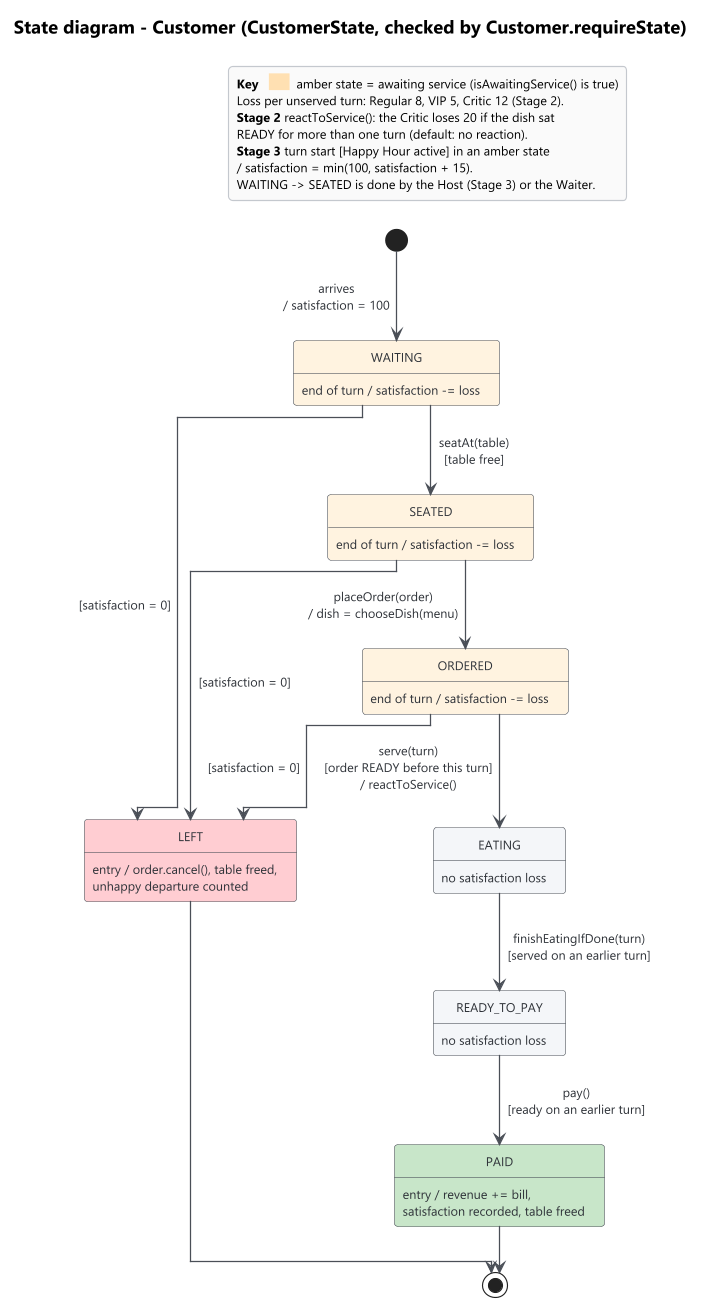 State diagram - Customer (CustomerState, checked by Customer.requireState)
Key amber state = awaiting service (isAwaitingService() is true)
Loss per unserved turn: Regular 8, VIP 5, Critic 12 (Stage 2).
Stage 2 reactToService(): the Critic loses 20 if the dish sat
READY for more than one turn (default: no reaction).
Stage 3 turn start [Happy Hour active] in an amber state
/ satisfaction = min(100, satisfaction + 15).
WAITING -> SEATED is done by the Host (Stage 3) or the Waiter.
arrives
/ satisfaction = 100
WAITING
end of turn / satisfaction -= loss
seatAt(table)
[table free]
SEATED
end of turn / satisfaction -= loss
[satisfaction = 0]
placeOrder(order)
/ dish = chooseDish(menu)
ORDERED
end of turn / satisfaction -= loss
[satisfaction = 0]
[satisfaction = 0]
serve(turn)
[order READY before this turn]
/ reactToService()
LEFT
entry / order.cancel(), table freed,
unhappy departure counted
EATING
no satisfaction loss
finishEatingIfDone(turn)
[served on an earlier turn]
READY_TO_PAY
no satisfaction loss
pay()
[ready on an earlier turn]
PAID
entry / revenue += bill,
satisfaction recorded, table freed